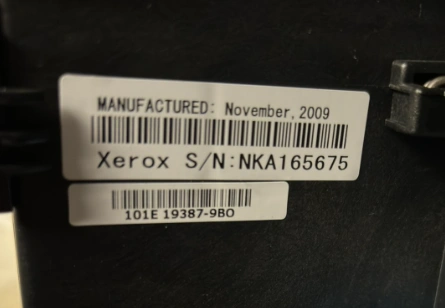 MANUFACTURED: November,2009
Xerox S/N:NKA165675
101E 19387-9BO